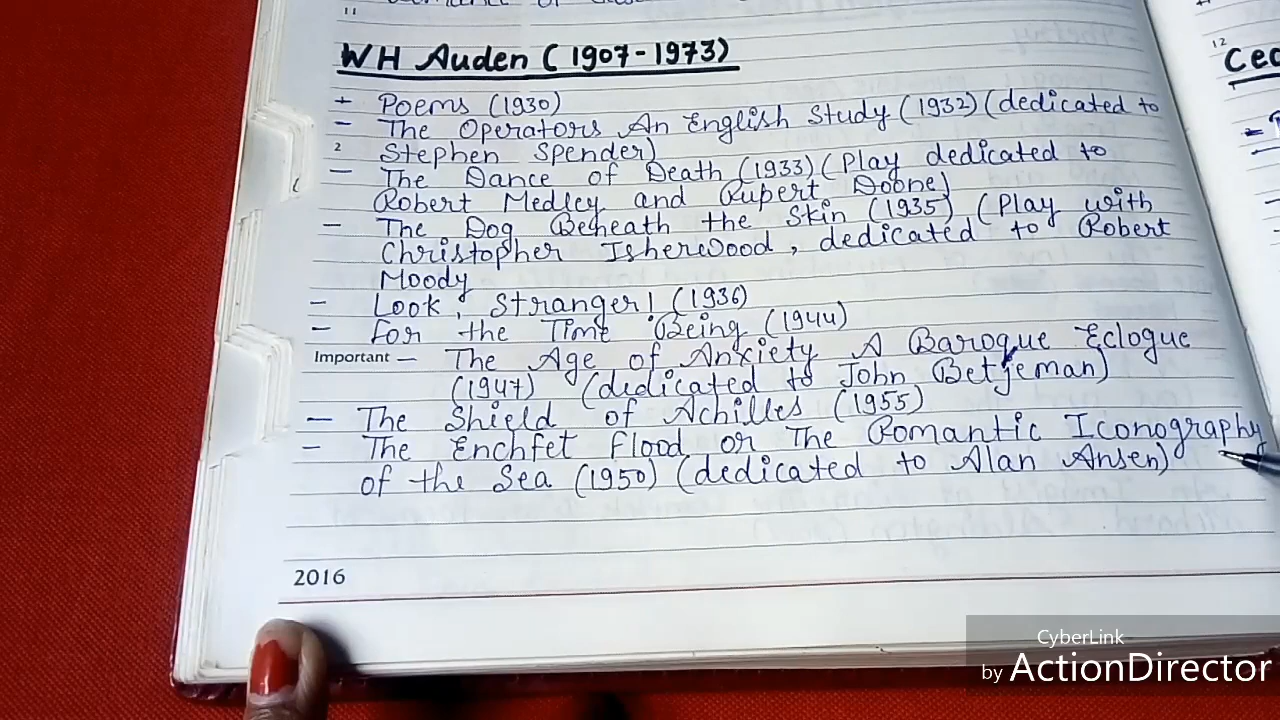 11
WH Auden (1907-1973)
+ Poems (1930)
- The Operators An English Study (1932) (dedicated to
2 Stephen Spender)
- The Dance of Death (1933) (Play dedicated to
Robert Medley and Rupert Doone)
- The Dog Beneath the Skin (1935) (Play with
Christopher Isherwood, dedicated to Robert
Moody
- Look, Stranger! (1936)
- For the Time Being (1944)
Important - The Age of Anxiety A Baroque Eclogue
(1947) (dedicated to John Betjeman)
- The Shield of Achilles (1955)
- The Enchfet Flood or The Romantic Iconography
of the Sea (1950) (dedicated to Alan Ansen)
2016
12
CyberLink
by ActionDirector